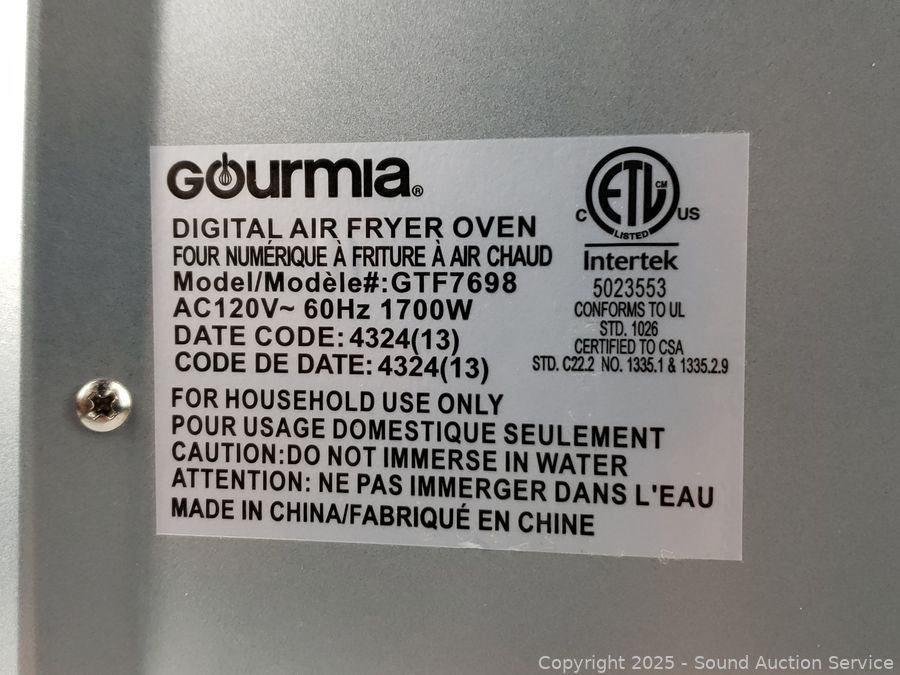 GOURMIA®
DIGITAL AIR FRYER OVEN
FOUR NUMÉRIQUE À FRITURE À AIR CHAUD
Model/Modèle#:GTF7698
AC120V~ 60Hz 1700W
DATE CODE: 4324(13)
CODE DE DATE: 4324(13)
C ETL CM US
LISTED
Intertek
5023553
CONFORMS TO UL
STD. 1026
CERTIFIED TO CSA
STD. C22.2 NO. 1335.1 & 1335.2.9
FOR HOUSEHOLD USE ONLY
POUR USAGE DOMESTIQUE SEULEMENT
CAUTION:DO NOT IMMERSE IN WATER
ATTENTION: NE PAS IMMERGER DANS L'EAU
MADE IN CHINA/FABRIQUÉ EN CHINE
Copyright © 2025 - Sound Auction Service